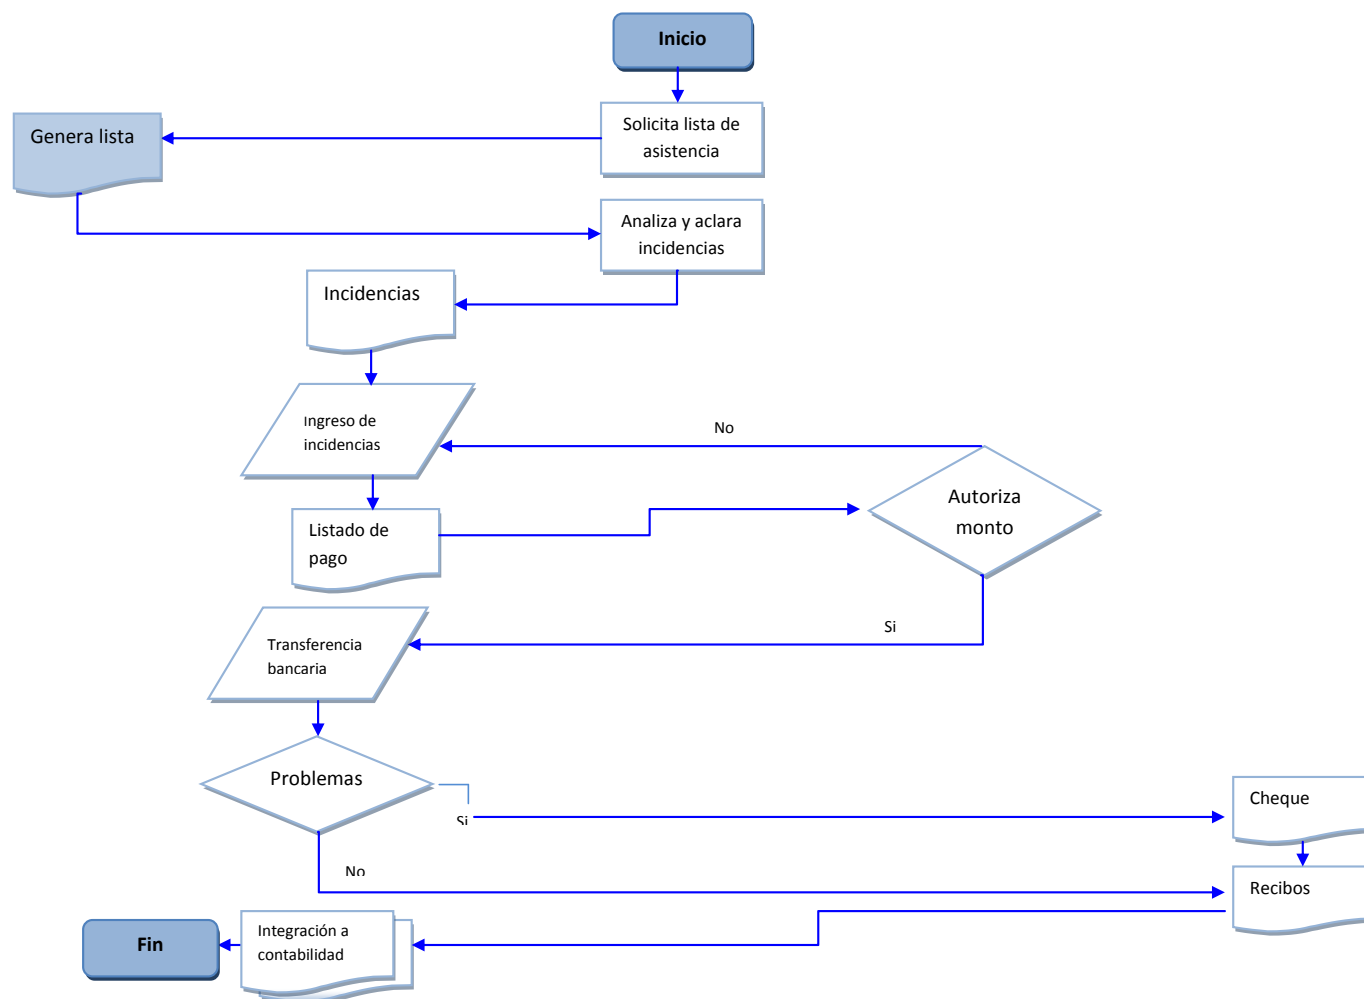 Inicio
Solicita lista de
asistencia
Genera lista
Analiza y aclara
incidencias
Incidencias
Ingreso de
incidencias
No
Autoriza
monto
Listado de
pago
Si
Transferencia
bancaria
Problemas
Si
Cheque
No
Recibos
Integración a
contabilidad
Fin